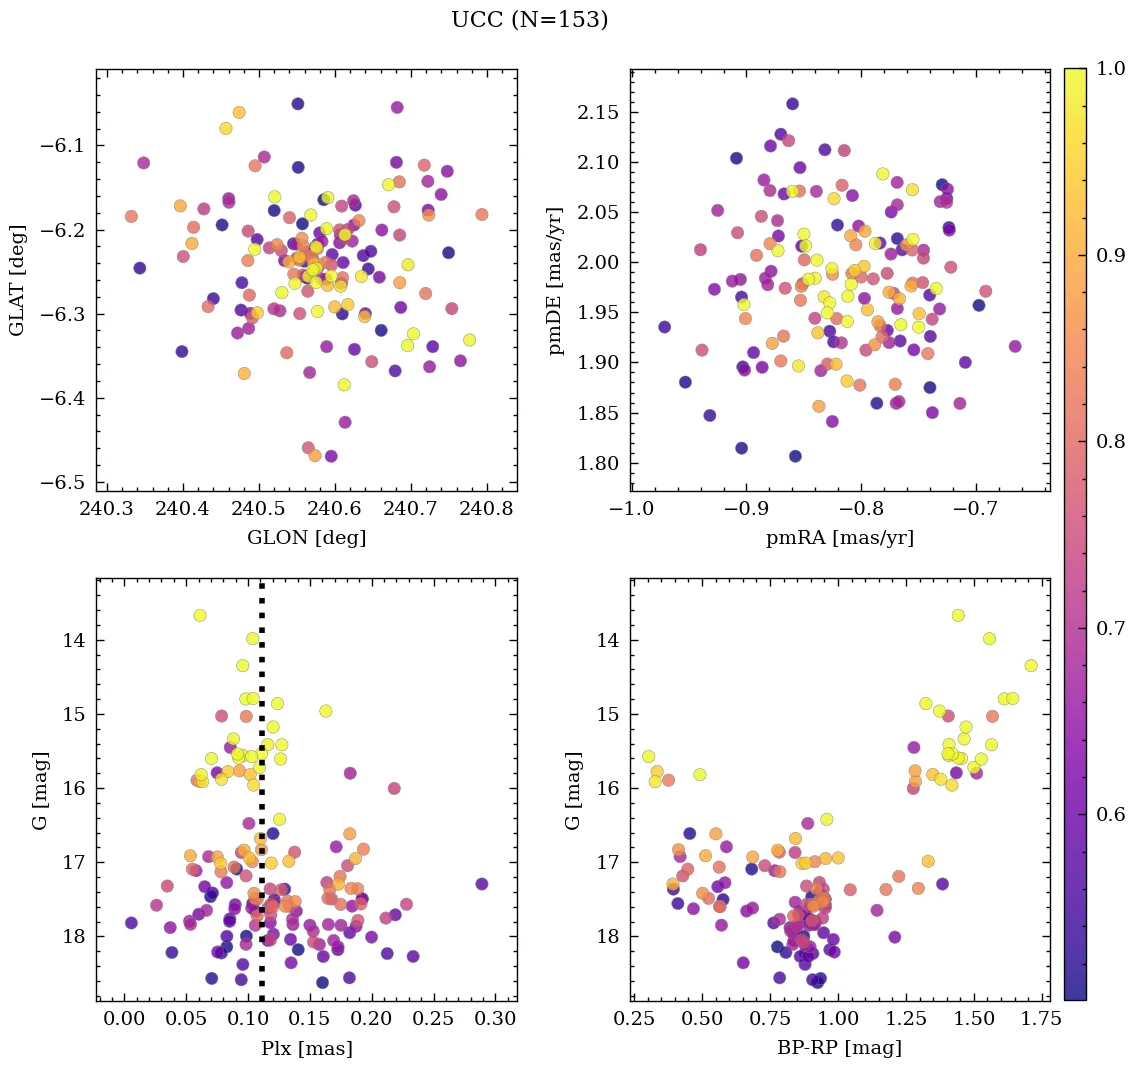 UCC (N=153)
−6.1
−6.2
−6.3
−6.4
−6.5
GLAT [deg]
240.3 240.4 240.5 240.6 240.7 240.8
GLON [deg]
2.15
2.10
2.05
2.00
1.95
1.90
1.85
1.80
pmDE [mas/yr]
−1.0 −0.9 −0.8 −0.7
pmRA [mas/yr]
1.0
0.9
0.8
0.7
0.6
14
15
16
17
18
G [mag]
0.00 0.05 0.10 0.15 0.20 0.25 0.30
Plx [mas]
14
15
16
17
18
G [mag]
0.25 0.50 0.75 1.00 1.25 1.50 1.75
BP-RP [mag]